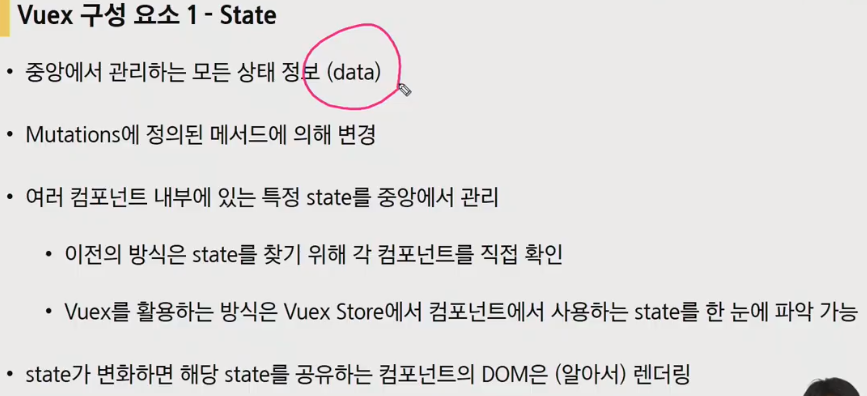 Vuex 구성 요소 1 - State
• 중앙에서 관리하는 모든 상태 정보 (data)
• Mutations에 정의된 메서드에 의해 변경
• 여러 컴포넌트 내부에 있는 특정 state를 중앙에서 관리
• 이전의 방식은 state를 찾기 위해 각 컴포넌트를 직접 확인
• Vuex를 활용하는 방식은 Vuex Store에서 컴포넌트에서 사용하는 state를 한 눈에 파악 가능
• state가 변화하면 해당 state를 공유하는 컴포넌트의 DOM은 (알아서) 렌더링